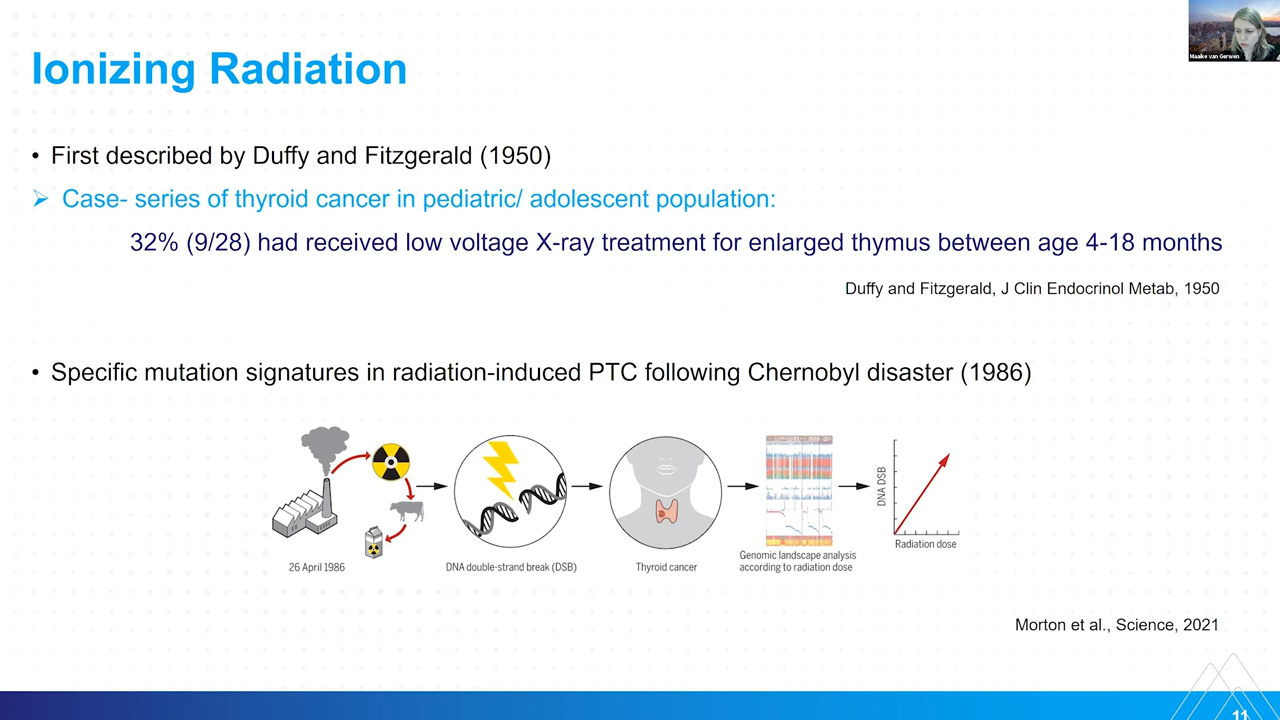 Maaike van Gerwen
Ionizing Radiation
• First described by Duffy and Fitzgerald (1950)
➢ Case- series of thyroid cancer in pediatric/ adolescent population:
32% (9/28) had received low voltage X-ray treatment for enlarged thymus between age 4-18 months
Duffy and Fitzgerald, J Clin Endocrinol Metab, 1950
• Specific mutation signatures in radiation-induced PTC following Chernobyl disaster (1986)
26 April 1986
DNA double-strand break (DSB)
Thyroid cancer
Genomic landscape analysis
according to radiation dose
DNA DSB
Radiation dose
Morton et al., Science, 2021
11